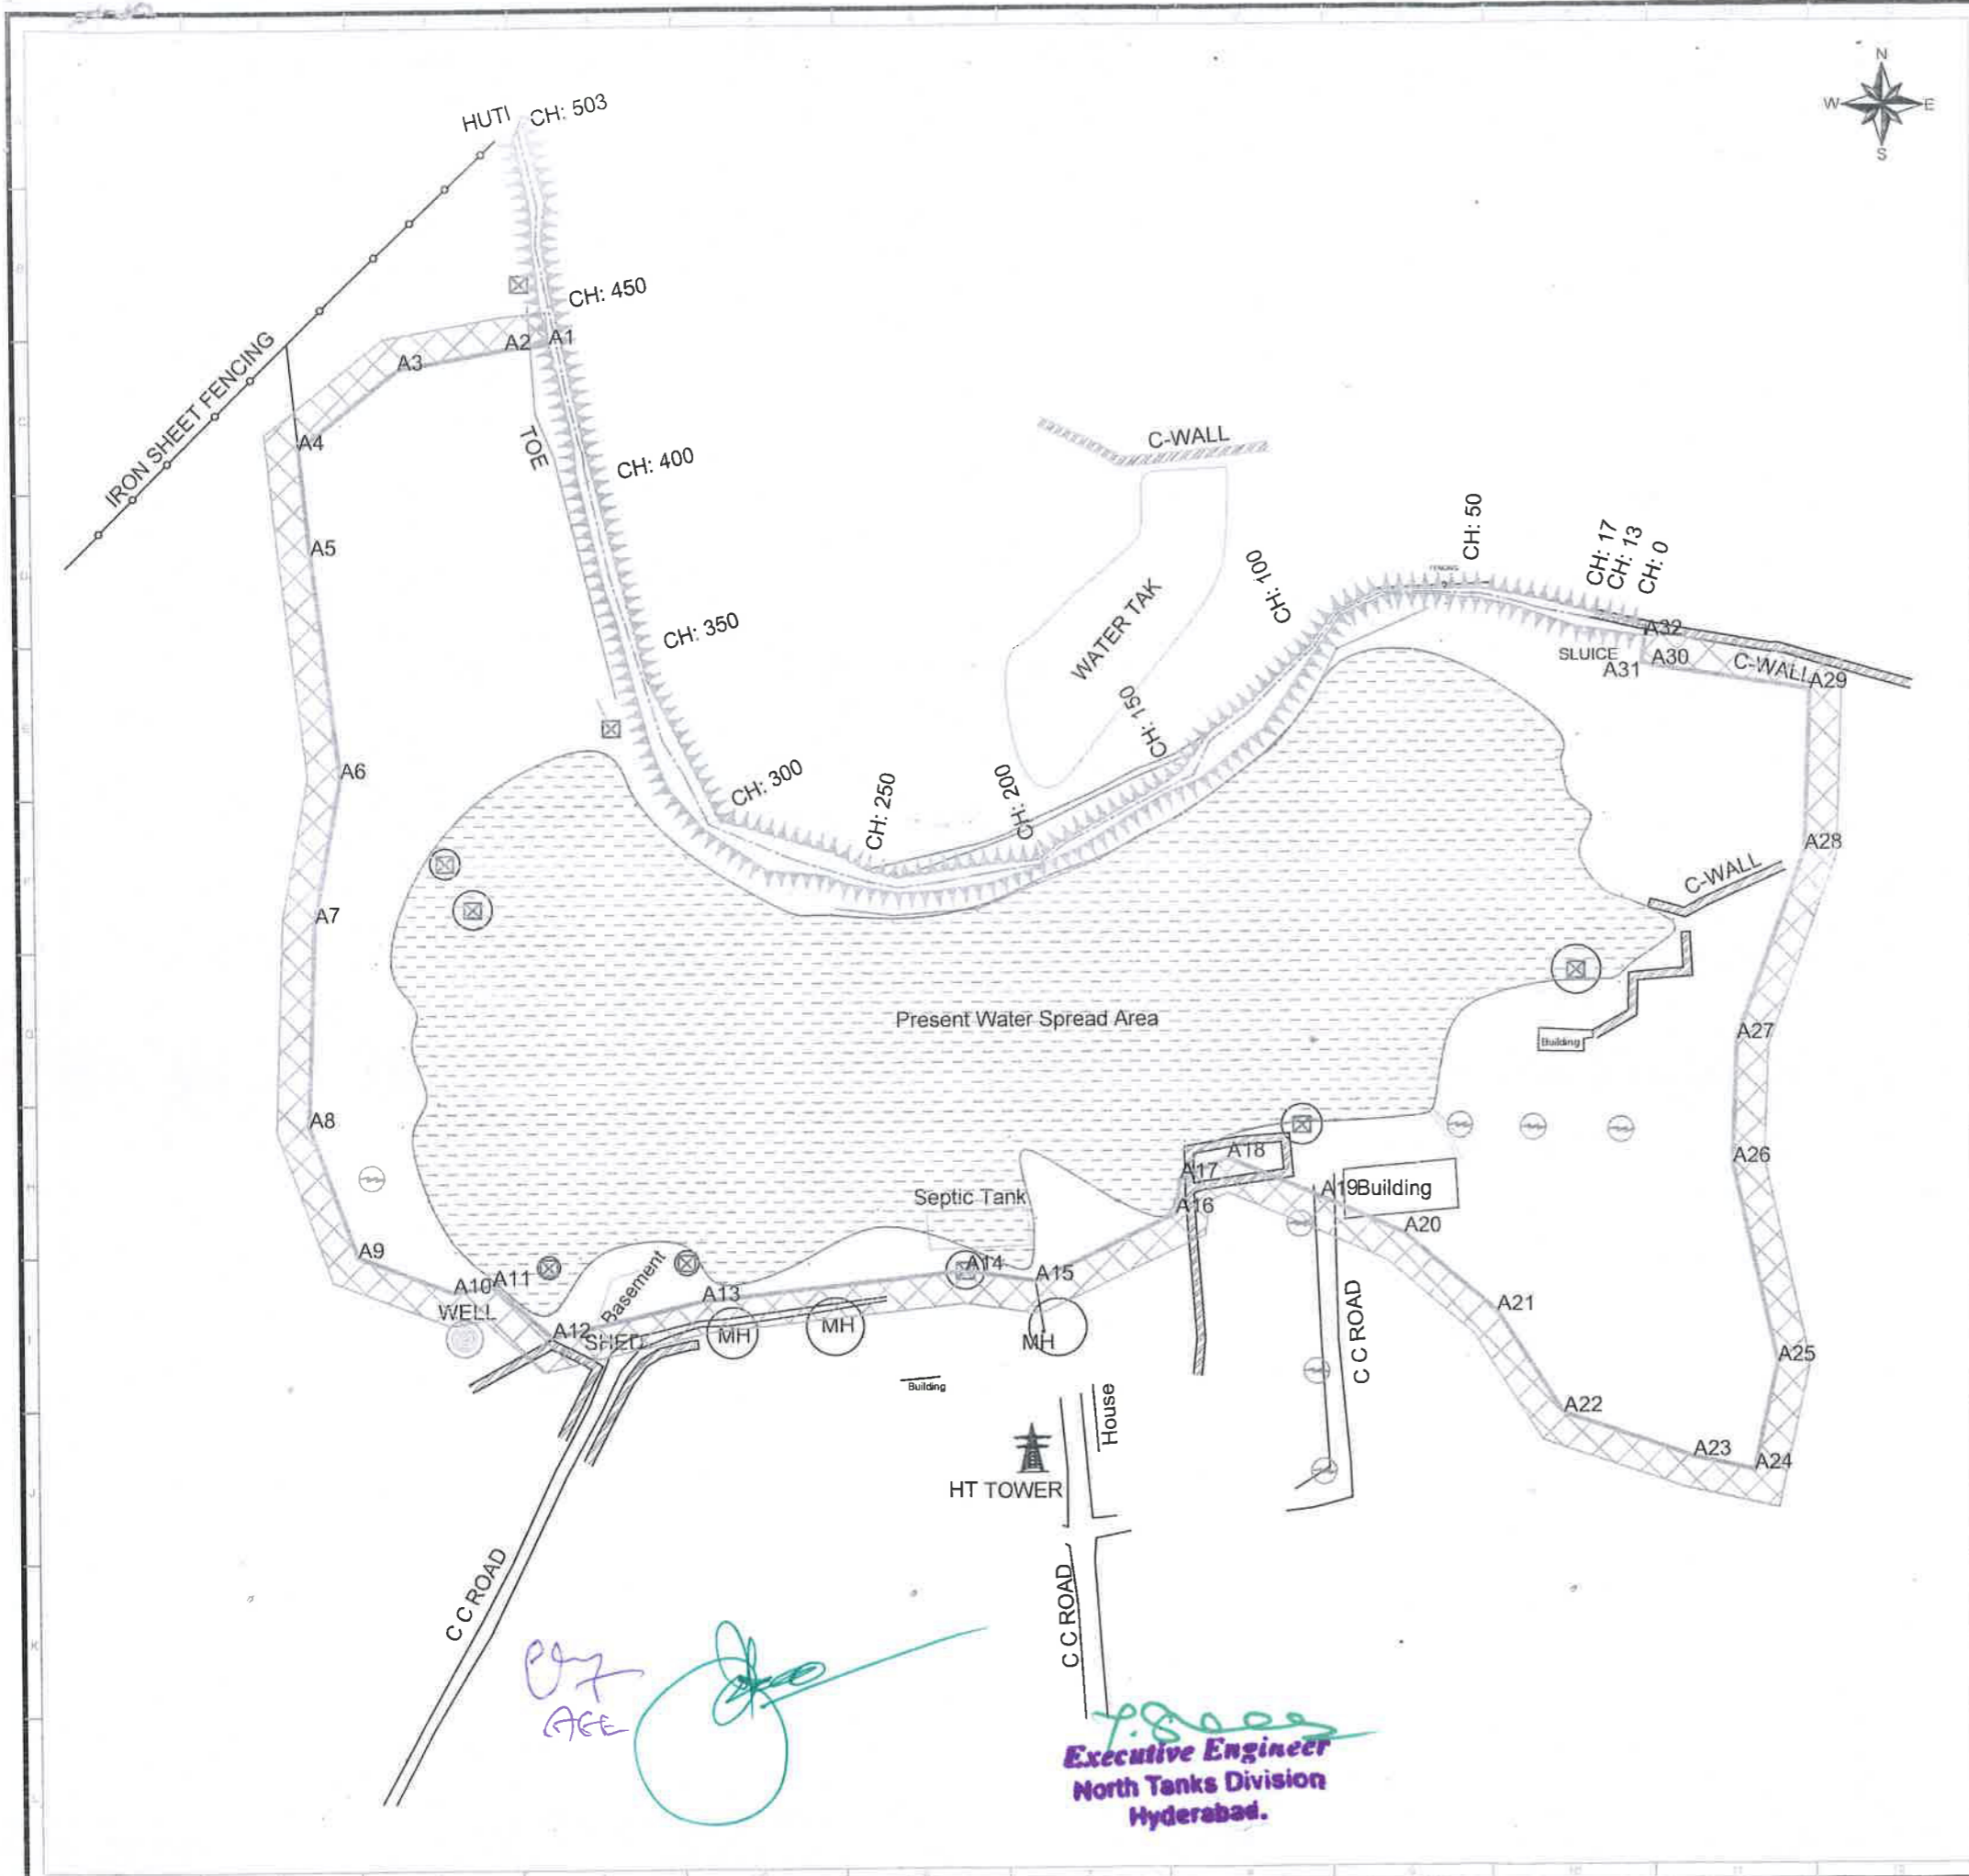 N
W E
S
HUTI
CH: 503
CH: 450
A1
A2
A3
IRON SHEET FENCING
A4
TOE
C-WALL
CH: 400
CH: 50
CH: 17
CH: 13
CH: 0
A5
CH: 100
FENCING
WATER TAK
CH: 350
A32
SLUICE
A31
A30
C-WALL
A29
CH: 150
A6
CH: 300
CH: 250
CH: 200
A28
C-WALL
A7
Present Water Spread Area
A27
Building
A8
A18
A17
A26
Septic Tank
A16
A19
Building
A20
A9
A14
A15
A10
A11
Basement
A13
WELL
A12
SHED
MH
MH
MH
C C ROAD
A21
A25
Building
House
A22
A23
A24
HT TOWER
C C ROAD
C C ROAD
AEE
Executive Engineer
North Tanks Division
Hyderabad.